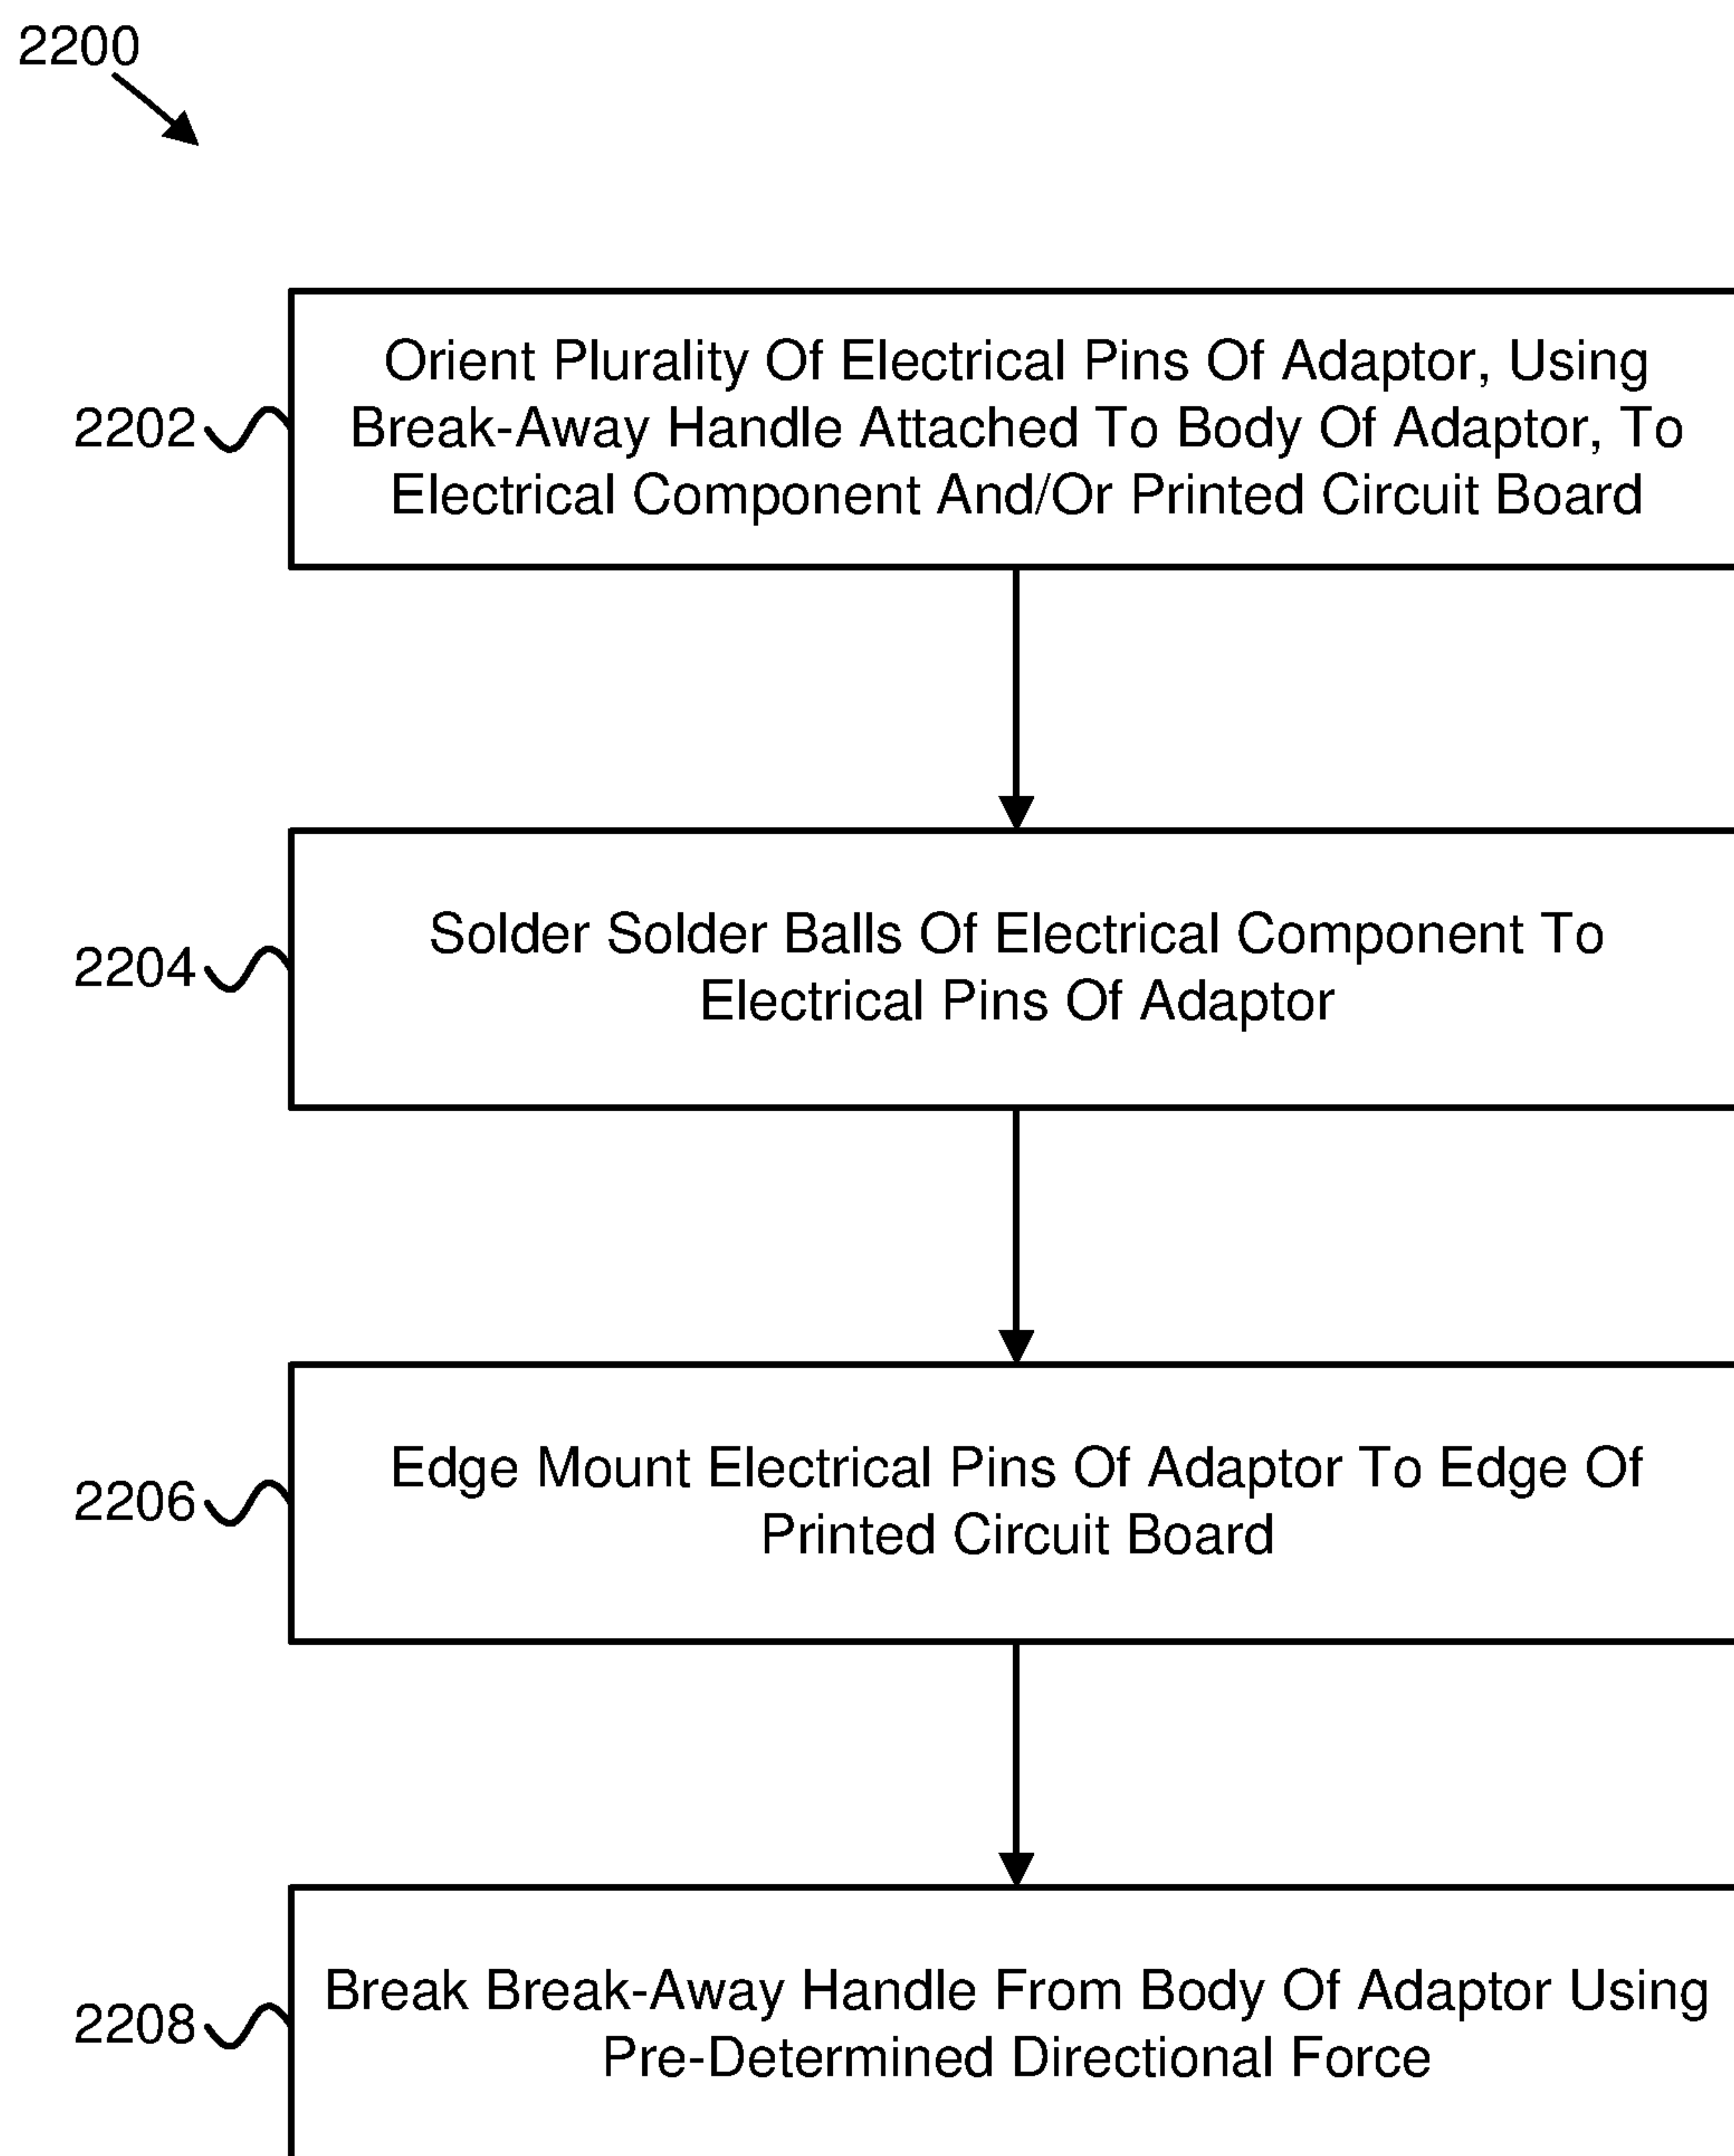 2200
2202
Orient Plurality Of Electrical Pins Of Adaptor, Using
Break-Away Handle Attached To Body Of Adaptor, To
Electrical Component And/Or Printed Circuit Board
2204
Solder Solder Balls Of Electrical Component To
Electrical Pins Of Adaptor
2206
Edge Mount Electrical Pins Of Adaptor To Edge Of
Printed Circuit Board
2208
Break Break-Away Handle From Body Of Adaptor Using
Pre-Determined Directional Force